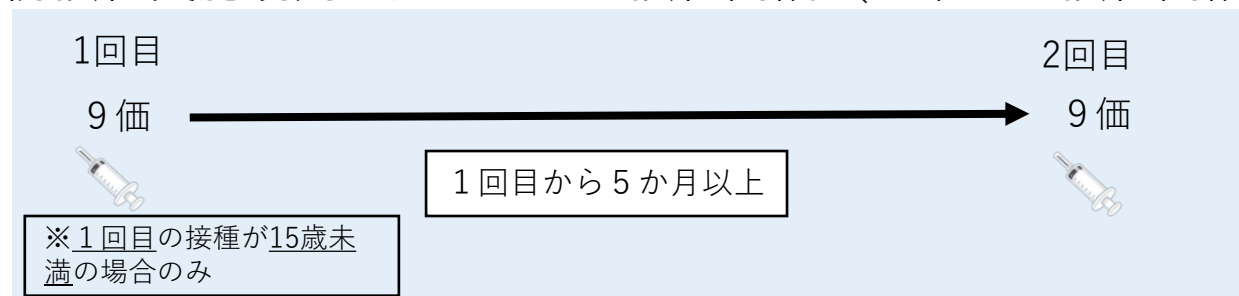 1回目
2回目
9価
9価
1回目から5か月以上
※1回目の接種が15歳未
満の場合のみ